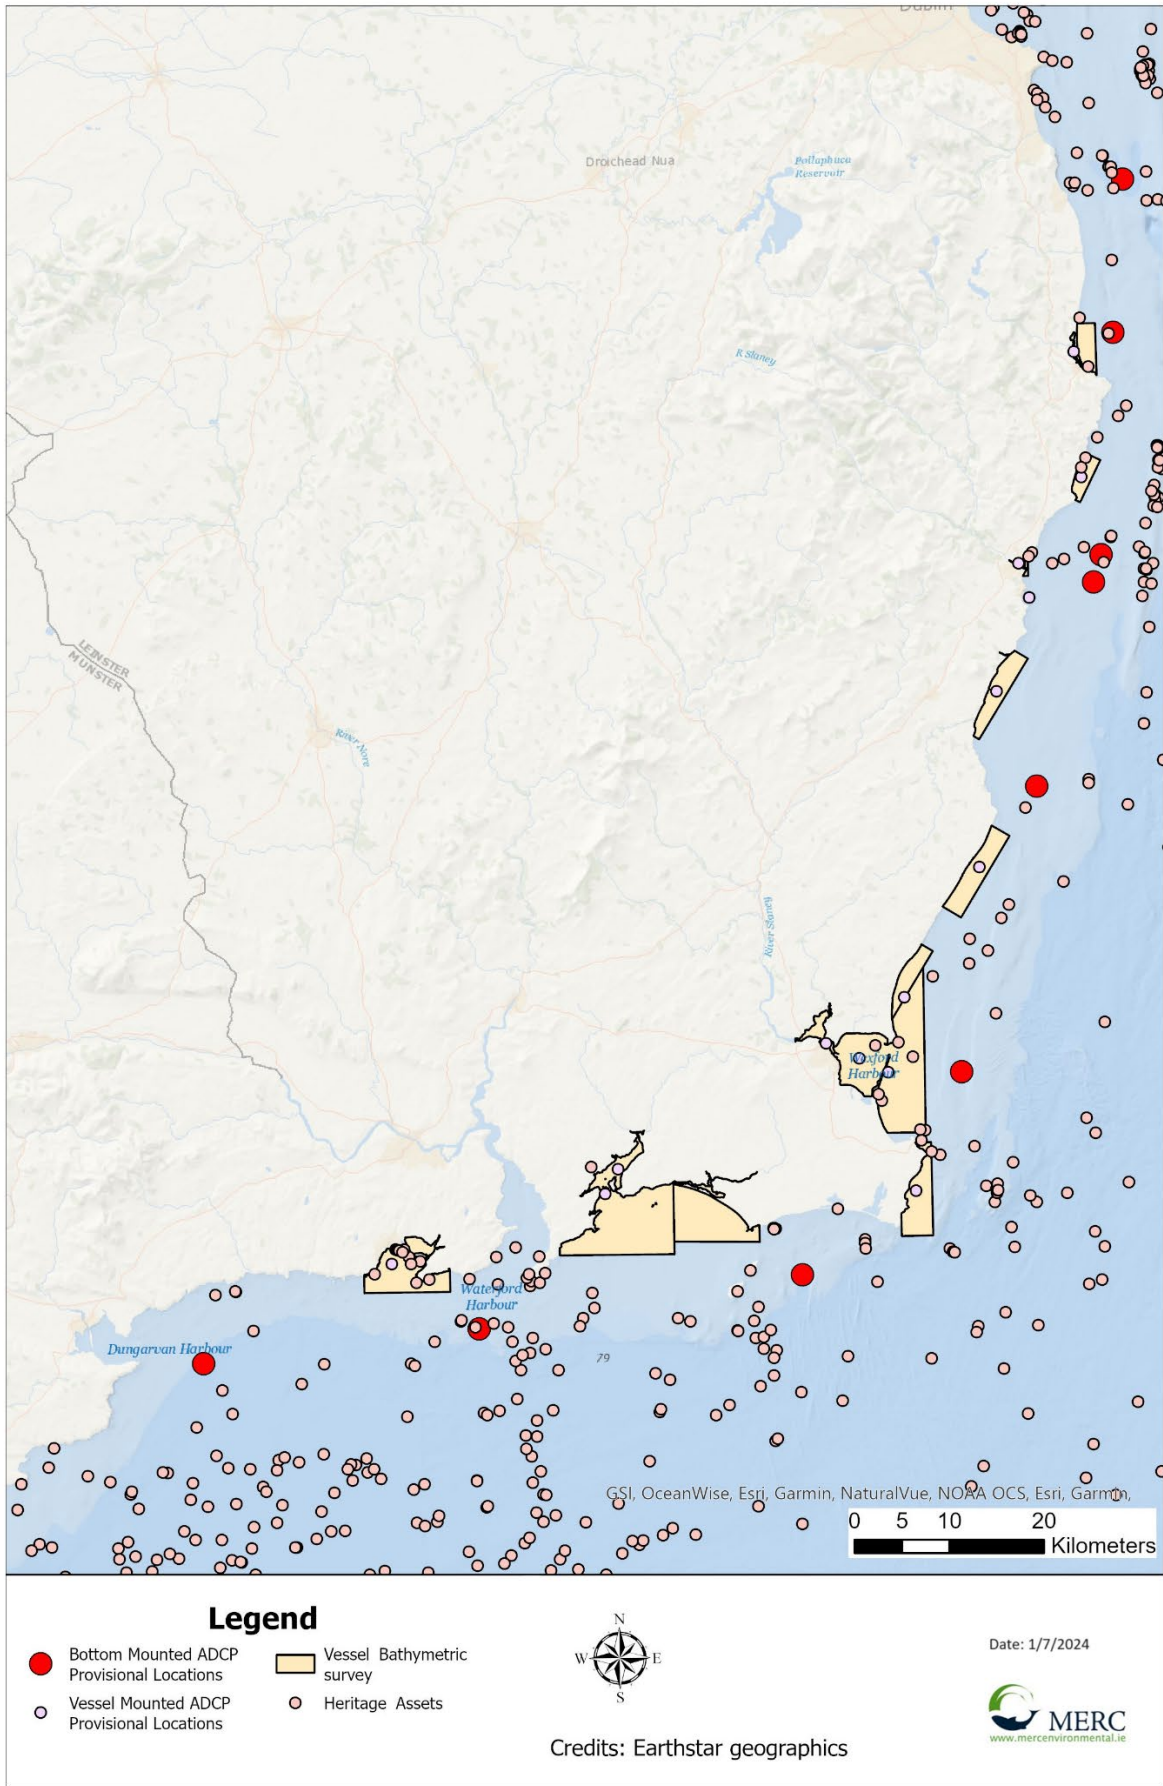 Dublin
Droichead Nua
Pollaphuca
Reservoir
R Slaney
LEINSTER
MUNSTER
River Nore
River Slaney
Wexford
Harbour
Waterford
Harbour
Dungarvan Harbour
79
GSI, OceanWise, Esri, Garmin, NaturalVue, NOAA OCS, Esri, Garmin,
0 5 10 20
Kilometers
Legend
Bottom Mounted ADCP
Provisional Locations
Vessel Mounted ADCP
Provisional Locations
Vessel Bathymetric
survey
Heritage Assets
N
W E
S
Date: 1/7/2024
MERC
www.mercenvironmental.ie
Credits: Earthstar geographics